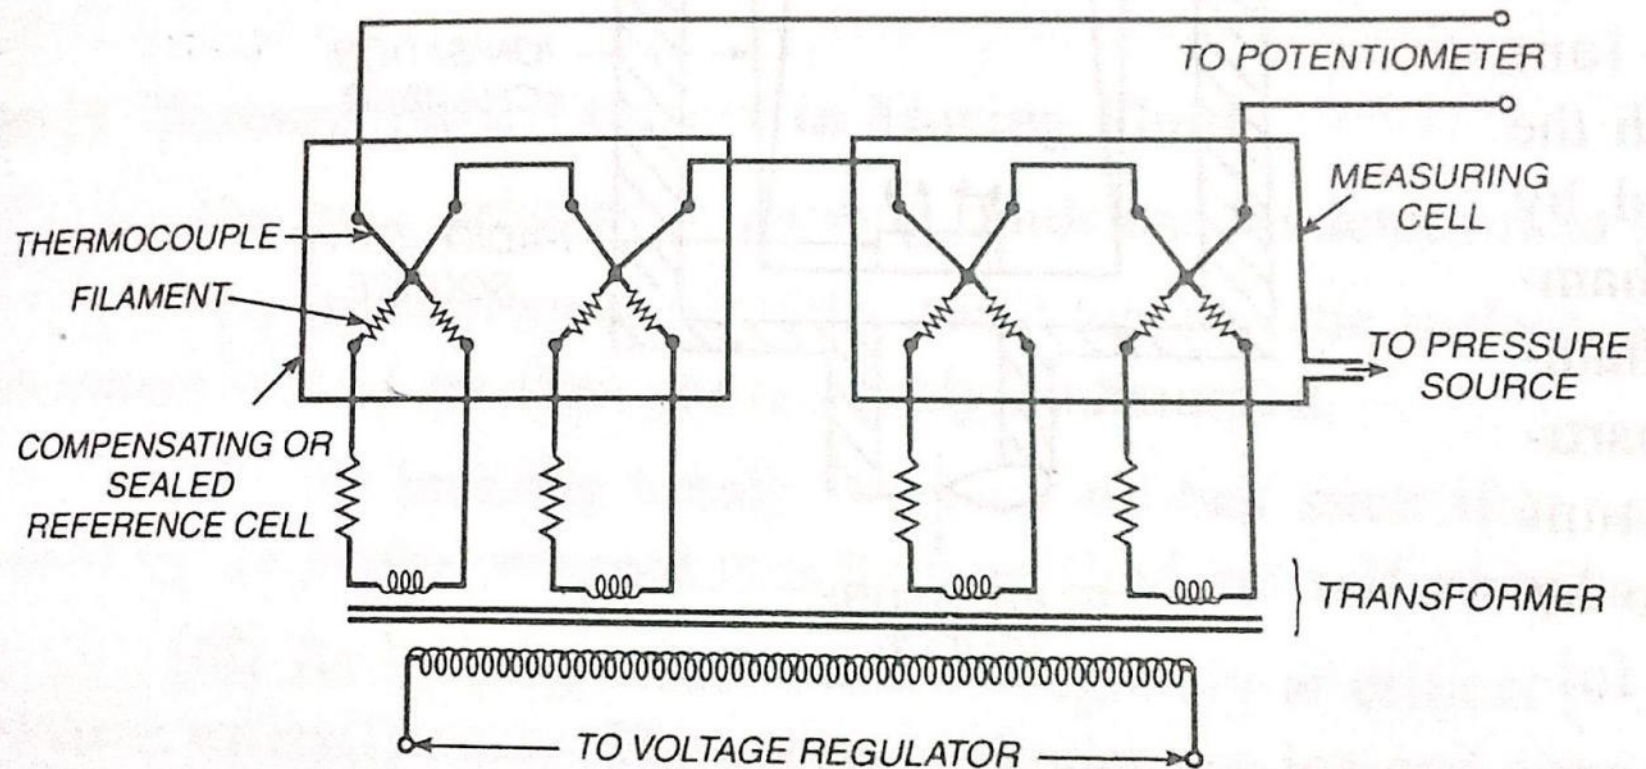 TO POTENTIOMETER
MEASURING
CELL
THERMOCOUPLE
FILAMENT
TO PRESSURE
SOURCE
COMPENSATING OR
SEALED
REFERENCE CELL
TRANSFORMER
TO VOLTAGE REGULATOR